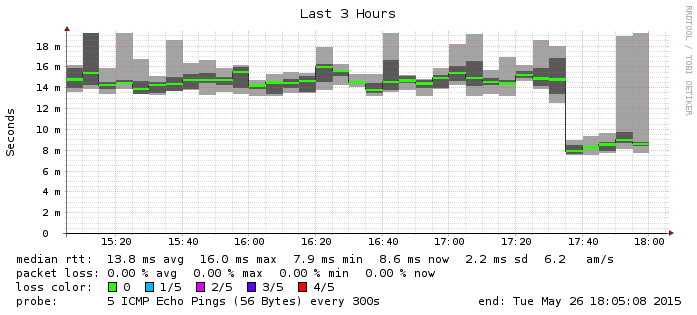 Last 3 Hours
RRDTOOL / TOBI OETIKER
Seconds
18 m
16 m
14 m
12 m
10 m
8 m
6 m
4 m
2 m
0
15:20 15:40 16:00 16:20 16:40 17:00 17:20 17:40 18:00
median rtt: 13.8 ms avg 16.0 ms max 7.9 ms min 8.6 ms now 2.2 ms sd 6.2 am/s
packet loss: 0.00 % avg 0.00 % max 0.00 % min 0.00 % now
loss color: 0 1/5 2/5 3/5 4/5
probe: 5 ICMP Echo Pings (56 Bytes) every 300s end: Tue May 26 18:05:08 2015